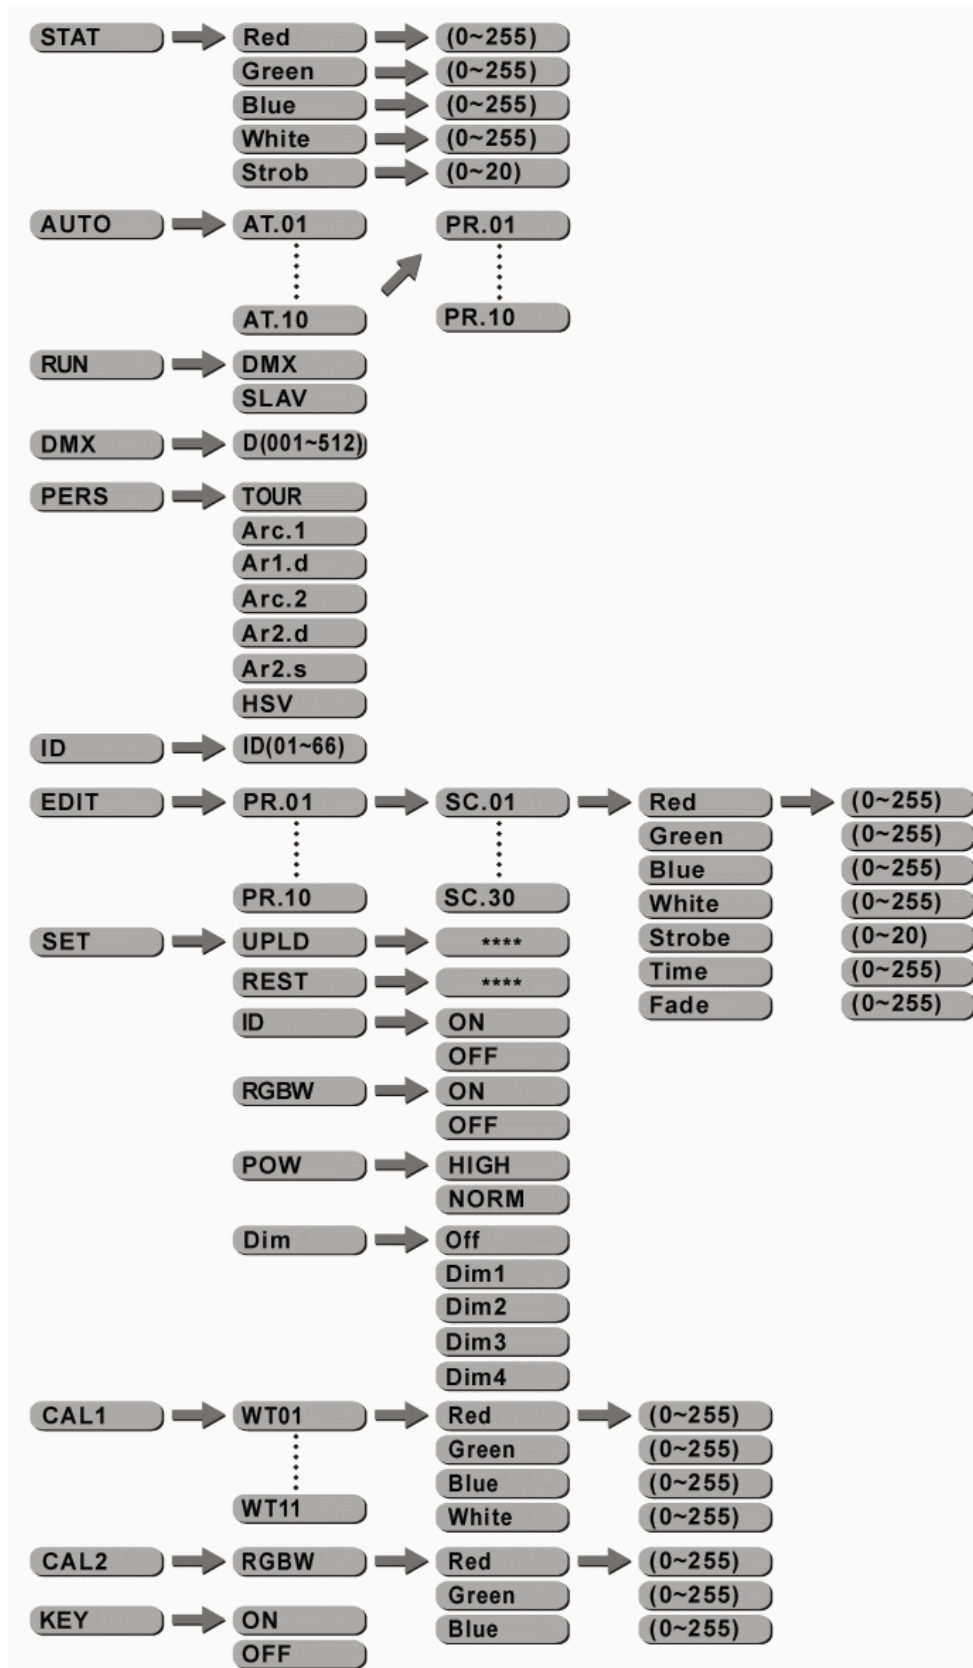 STAT Red (0~255)
Green (0~255)
Blue (0~255)
White (0~255)
Strob (0~20)
AUTO AT.01 PR.01
AT.10 PR.10
RUN DMX
SLAV
DMX D(001~512)
PERS TOUR
Arc.1
Ar1.d
Arc.2
Ar2.d
Ar2.s
HSV
ID ID(01~66)
EDIT PR.01 SC.01 Red (0~255)
Green (0~255)
Blue (0~255)
PR.10 SC.30 White (0~255)
SET UPLD **** Strobe (0~20)
REST **** Time (0~255)
Fade (0~255)
ID ON
OFF
RGBW ON
OFF
POW HIGH
NORM
Dim Off
Dim1
Dim2
Dim3
Dim4
CAL1 WT01 Red (0~255)
Green (0~255)
Blue (0~255)
WT11 White (0~255)
CAL2 RGBW Red (0~255)
Green (0~255)
KEY ON Blue (0~255)
OFF